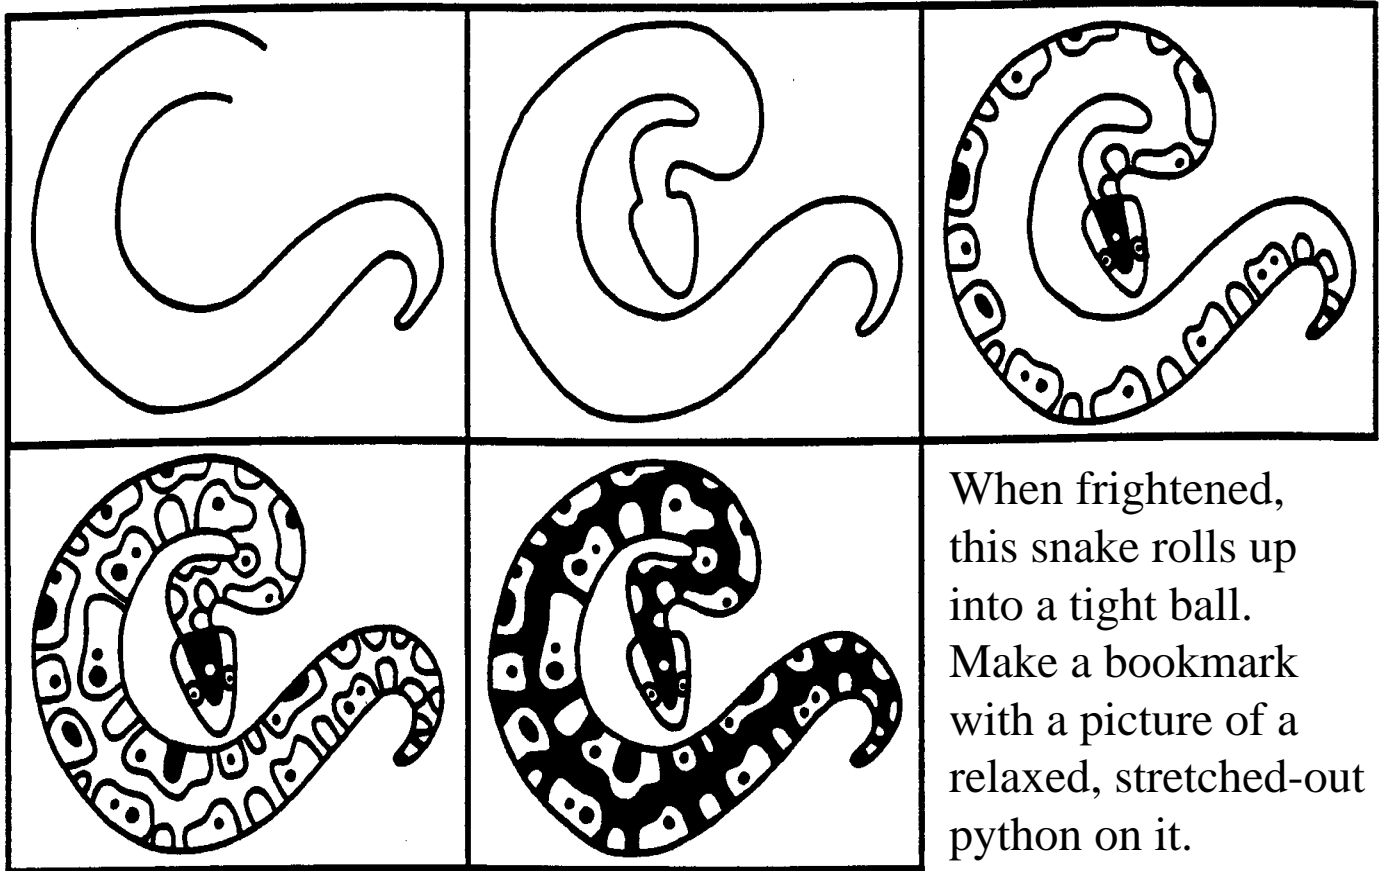 When frightened,
this snake rolls up
into a tight ball.
Make a bookmark
with a picture of a
relaxed, stretched-out
python on it.